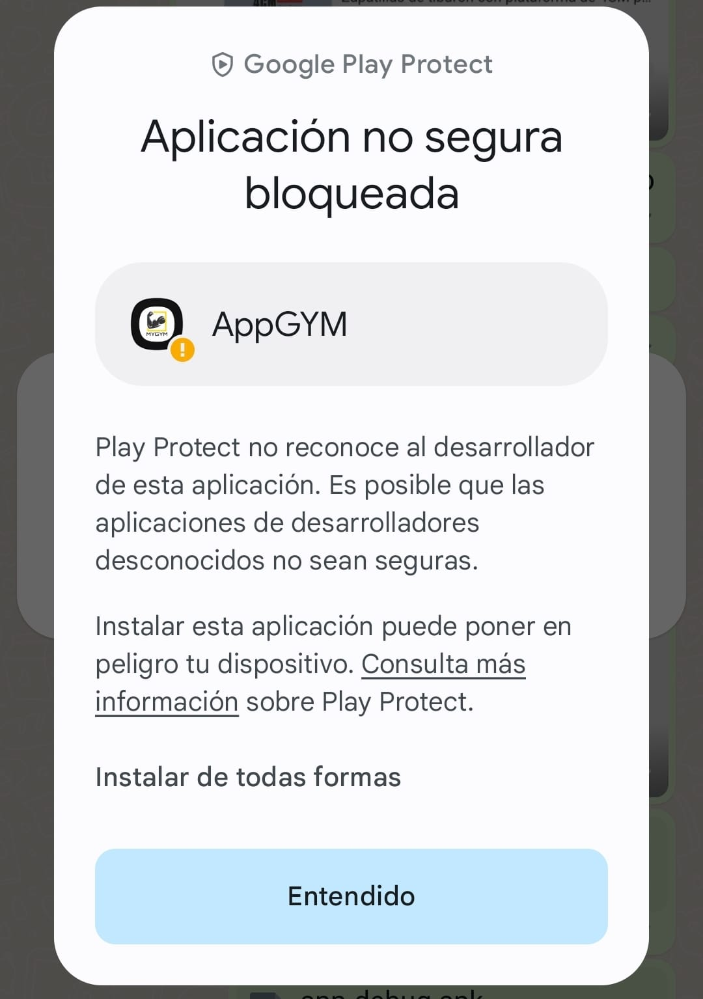 Google Play Protect
Aplicación no segura
bloqueada
MYGYM
AppGYM
Play Protect no reconoce al desarrollador
de esta aplicación. Es posible que las
aplicaciones de desarrolladores
desconocidos no sean seguras.
Instalar esta aplicación puede poner en
peligro tu dispositivo. Consulta más
información sobre Play Protect.
Instalar de todas formas
Entendido